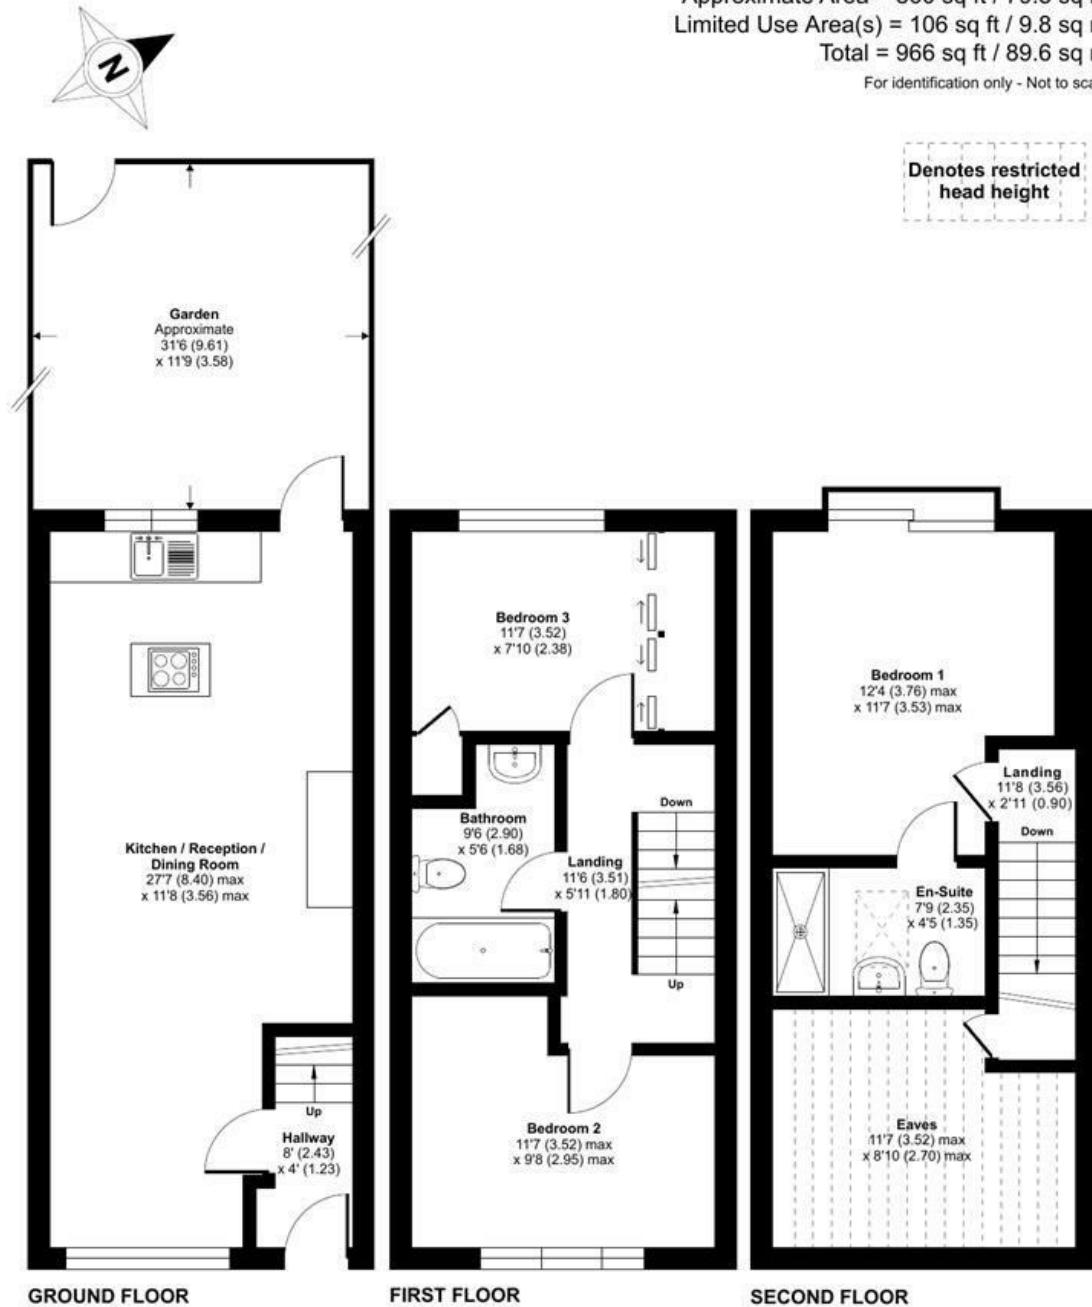 Limited Use Area(s) = 106 sq ft / 9.8 sq
Total = 966 sq ft / 89.6 sq
For identification only - Not to
N
Denotes restricted
head height
Garden
Approximate
31'6 (9.61)
x 11'9 (3.58)
Kitchen / Reception /
Dining Room
27'7 (8.40) max
x 11'8 (3.56) max
Up
Hallway
8' (2.43)
x 4' (1.23)
GROUND FLOOR
Bedroom 3
11'7 (3.52)
x 7'10 (2.38)
Bathroom
9'6 (2.90)
x 5'6 (1.68)
Landing
11'6 (3.51)
x 5'11 (1.80)
Down
Up
Bedroom 2
11'7 (3.52) max
x 9'8 (2.95) max
FIRST FLOOR
Bedroom 1
12'4 (3.76) max
x 11'7 (3.53) max
Landing
11'8 (3.56)
x 2'11 (0.90)
Down
En-Suite
7'9 (2.35)
x 4'5 (1.35)
Eaves
11'7 (3.52) max
x 8'10 (2.70) max
SECOND FLOOR